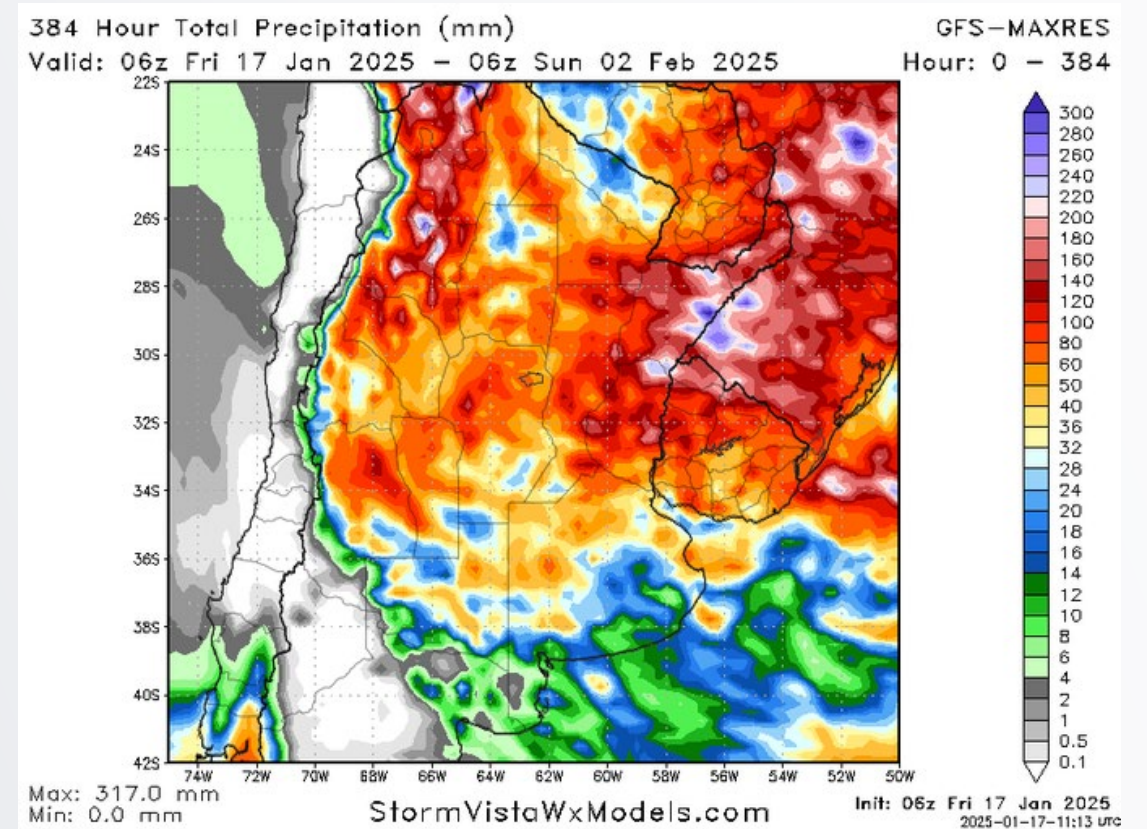 384 Hour Total Precipitation (mm)
GFS-MAXRES
Valid: 06z Fri 17 Jan 2025 - 06z Sun 02 Feb 2025
Hour: 0 - 384
22S
24S
26S
28S
30S
32S
34S
36S
38S
40S
42S
74W 72W 70W 68W 66W 64W 62W 60W 58W 56W 54W 52W 50W
300
280
260
240
220
200
180
160
140
120
100
80
60
50
40
36
32
28
24
20
18
16
14
12
10
8
6
4
2
1
0.5
0.1
Max: 317.0 mm
Min: 0.0 mm
StormVistaWxModels.com
Init: 06z Fri 17 Jan 2025
2025-01-17-11:13 UTC